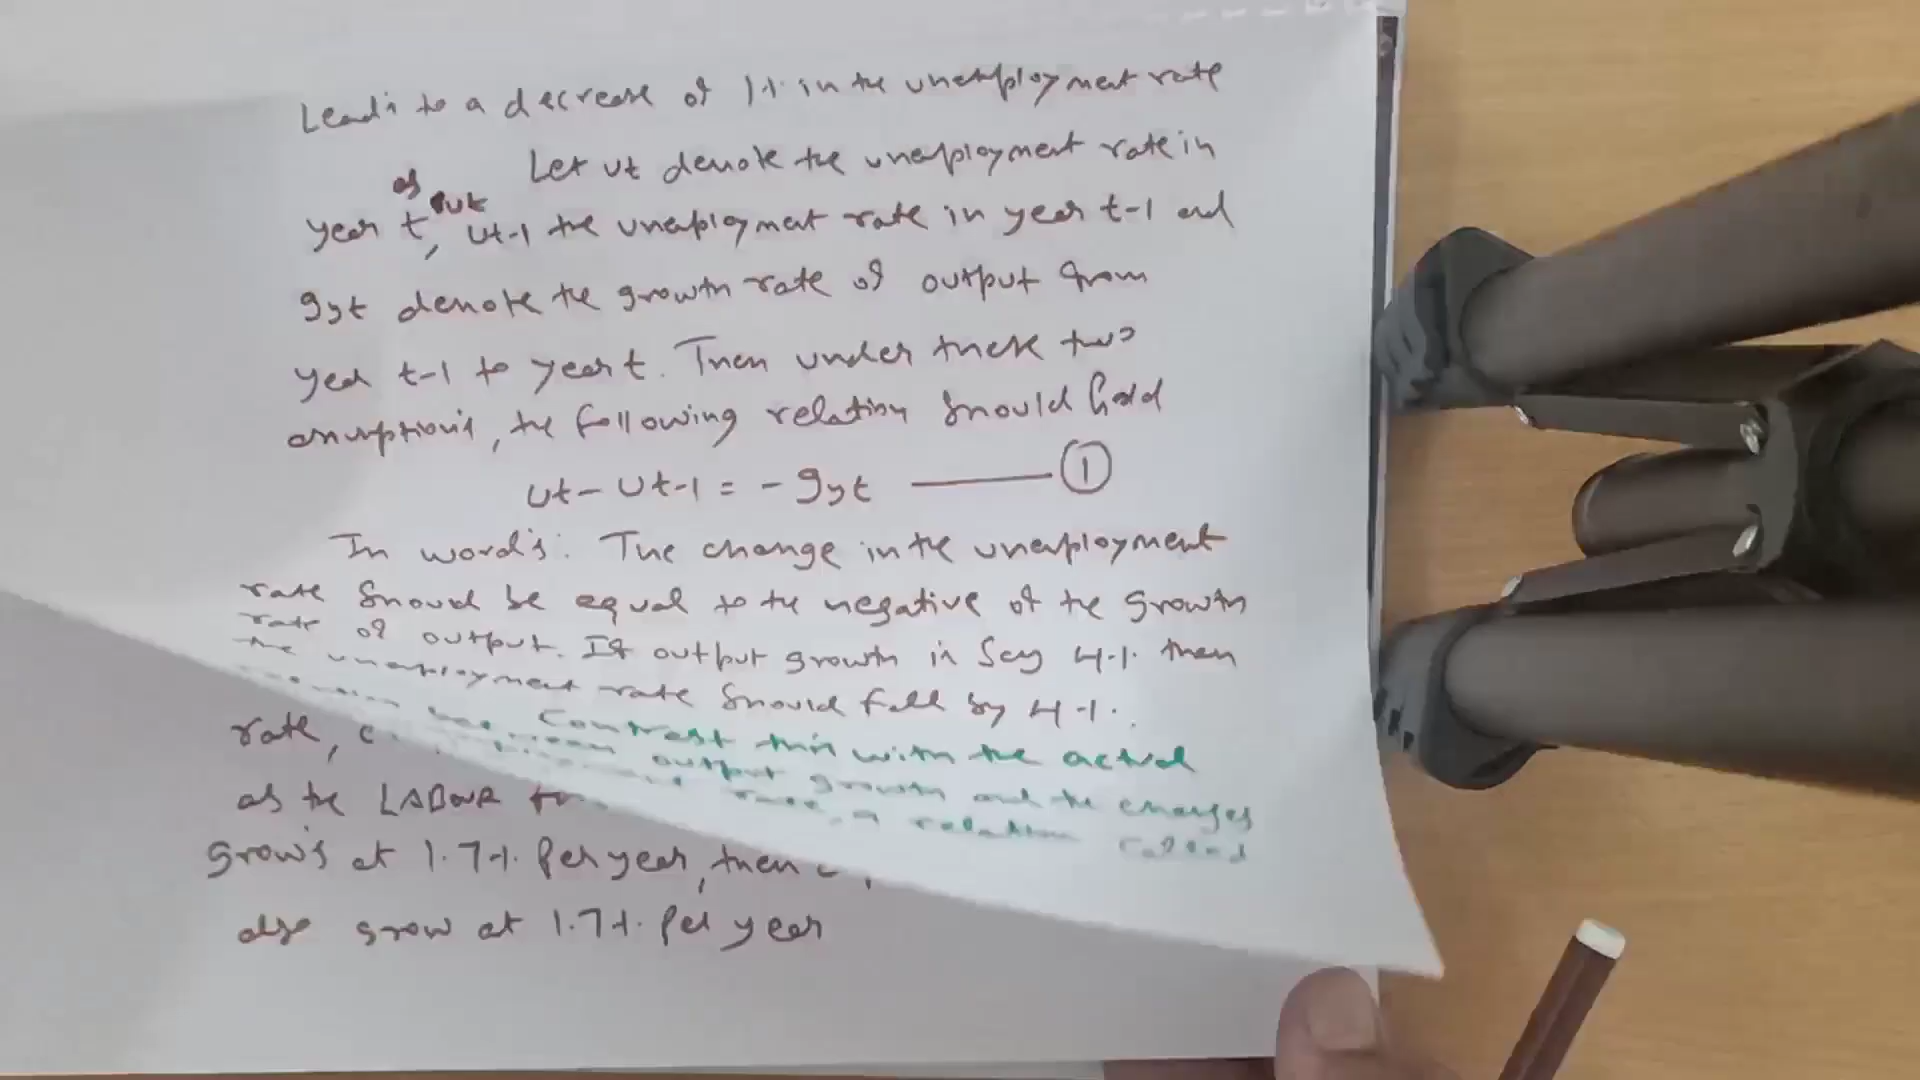 Leads to a decrease of 1% in the unemployment rate
Let ut denote the unemployment rate in
of out
year t, ut-1 the unemployment rate in year t-1 and
gyt denote the growth rate of output from
year t-1 to year t. Then under these two
assumptions, the following relation should hold
ut - ut-1 = - gyt ——— ①
In words: The change in the unemployment
rate should be equal to the negative of the growth
rate of output. If output growth is say 4% then
the unemployment rate should fall by 4%.
Contrast this with the actual
output growth and the changes
rate, a relation called
rate,
as the LABOUR
grows at 1.7% per year, then
also grow at 1.7% per year